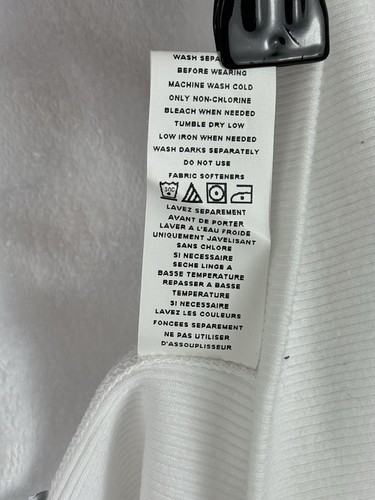 WASH SEPA
BEFORE WEARING
MACHINE WASH COLD
ONLY NON-CHLORINE
BLEACH WHEN NEEDED
TUMBLE DRY LOW
LOW IRON WHEN NEEDED
WASH DARKS SEPARATELY
DO NOT USE
FABRIC SOFTENERS
LAVEZ SEPAREMENT
AVANT DE PORTER
LAVER A L'EAU FROIDE
UNIQUEMENT JAVELISANT
SANS CHLORE
SI NECESSAIRE
SECHE LINGE A
BASSE TEMPERATURE
REPASSER A BASSE
TEMPERATURE
SI NECESSAIRE
LAVEZ LES COULEURS
FONCEES SEPAREMENT
NE PAS UTILISER
D'ASSOUPLISSEUR